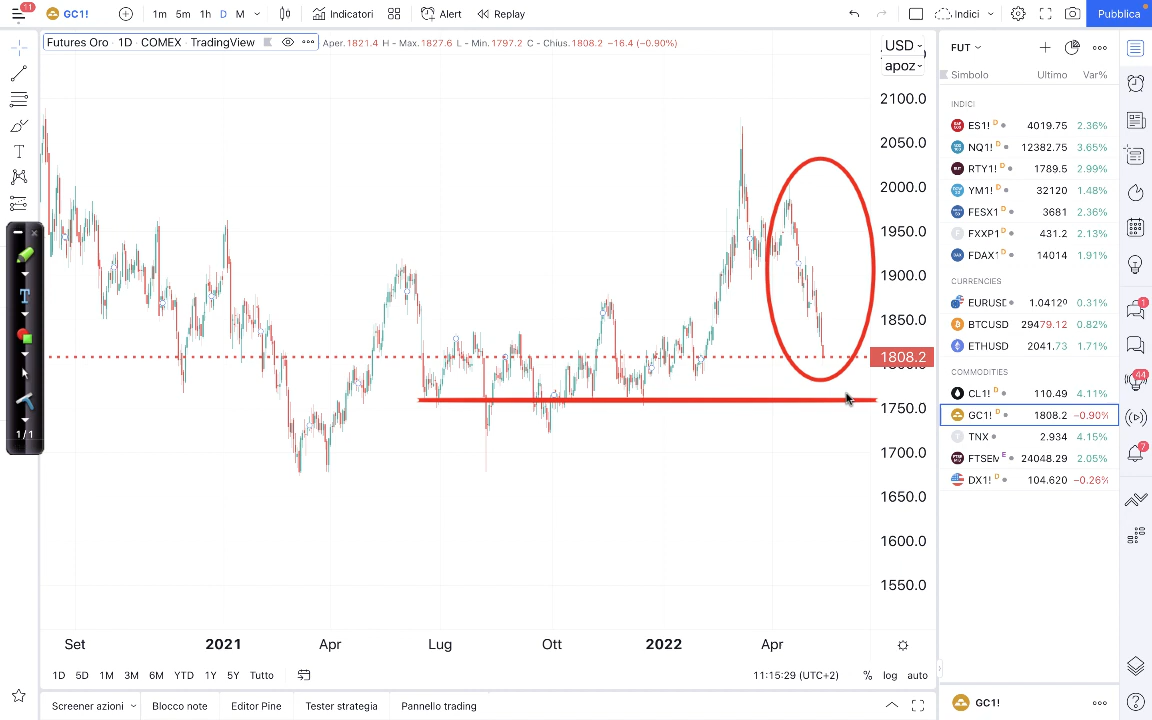 11
GC1!
1m 5m 1h D M
Indicatori
Alert
Replay
Indici
Pubblica
Futures Oro · 1D · COMEX · TradingView
Aper.1821.4 H - Max.1827.6 L - Min.1797.2 C - Chius.1808.2 −16.4 (−0.90%)
USD
apoz
2100.0
2050.0
2000.0
1950.0
1900.0
1850.0
1808.2
1750.0
1700.0
1650.0
1600.0
1550.0
T
T
1/1
Set 2021 Apr Lug Ott 2022 Apr
1D 5D 1M 3M 6M YTD 1Y 5Y Tutto
11:15:29 (UTC+2)
% log auto
Screener azioni
Blocco note
Editor Pine
Tester strategia
Pannello trading
FUT
Simbolo Ultimo Var%
INDICI
ES1! D 4019.75 2.36%
NQ1! D 12382.75 3.65%
RTY1! D 1789.5 2.99%
YM1! D 32120 1.48%
FESX1 D 3681 2.36%
FXXP1 D 431.2 2.13%
FDAX1 D 14014 1.91%
CURRENCIES
EURUSD 1.04120 0.31%
BTCUSD 29479.12 0.82%
ETHUSD 2041.73 1.71%
COMMODITIES
CL1! D 110.49 4.11%
GC1! D 1808.2 −0.90%
TNX 2.934 4.15%
FTSEM E 24048.29 2.05%
DX1! D 104.620 −0.26%
GC1!
1
44
7